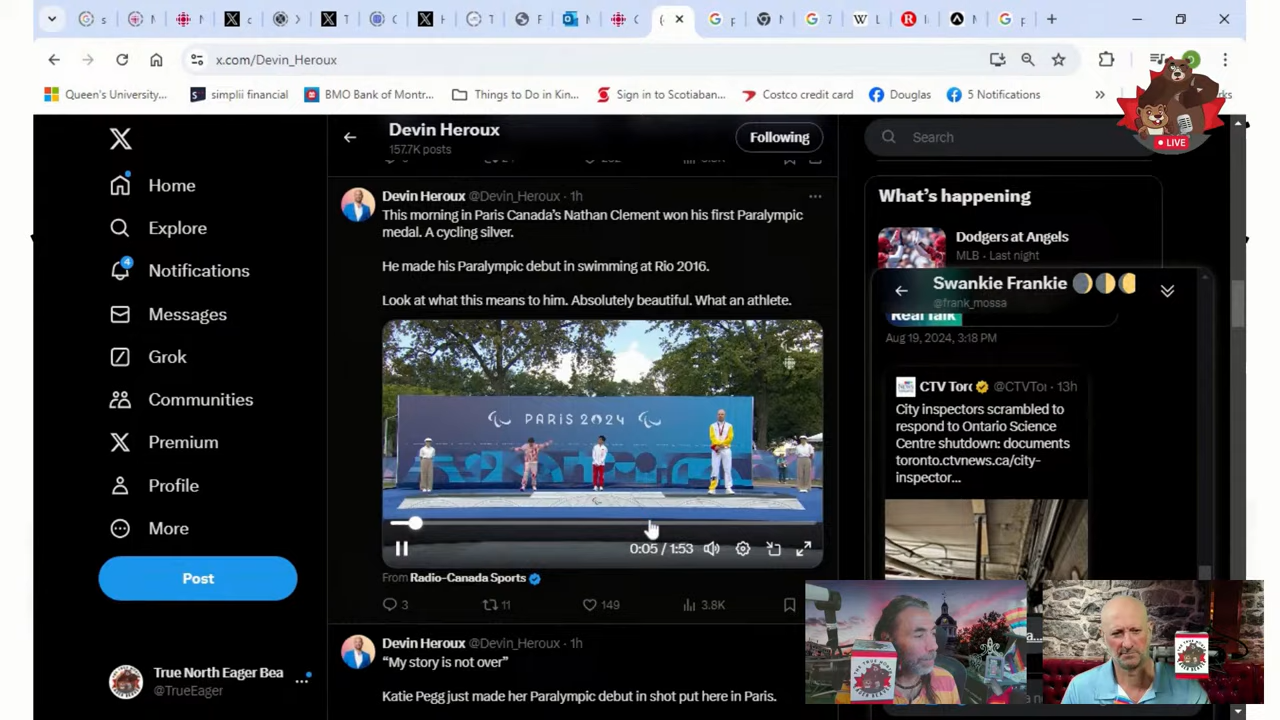 x.com/Devin_Heroux
Queen's University...
simplii financial
BMO Bank of Montr...
Things to Do in Kin...
Sign in to Scotiaban...
Costco credit card
Douglas
5 Notifications
»
LIVE
Home
Explore
4
Notifications
Messages
Grok
Communities
Premium
Profile
More
Post
True North Eager Bea
@TrueEager
Devin Heroux
157.7K posts
Following
Devin Heroux @Devin_Heroux · 1h
This morning in Paris Canada's Nathan Clement won his first Paralympic
medal. A cycling silver.
He made his Paralympic debut in swimming at Rio 2016.
Look at what this means to him. Absolutely beautiful. What an athlete.
PARIS 2024
0:05 / 1:53
From Radio-Canada Sports
3
11
149
3.8K
Devin Heroux @Devin_Heroux · 1h
“My story is not over”
Katie Pegg just made her Paralympic debut in shot put here in Paris.
Search
What's happening
Dodgers at Angels
MLB · Last night
Swankie Frankie
@frank_mossa
Real Talk
Aug 19, 2024, 3:18 PM
CTV Torc @CTVTor · 13h
City inspectors scrambled to
respond to Ontario Science
Centre shutdown: documents
toronto.ctvnews.ca/city-
inspector...